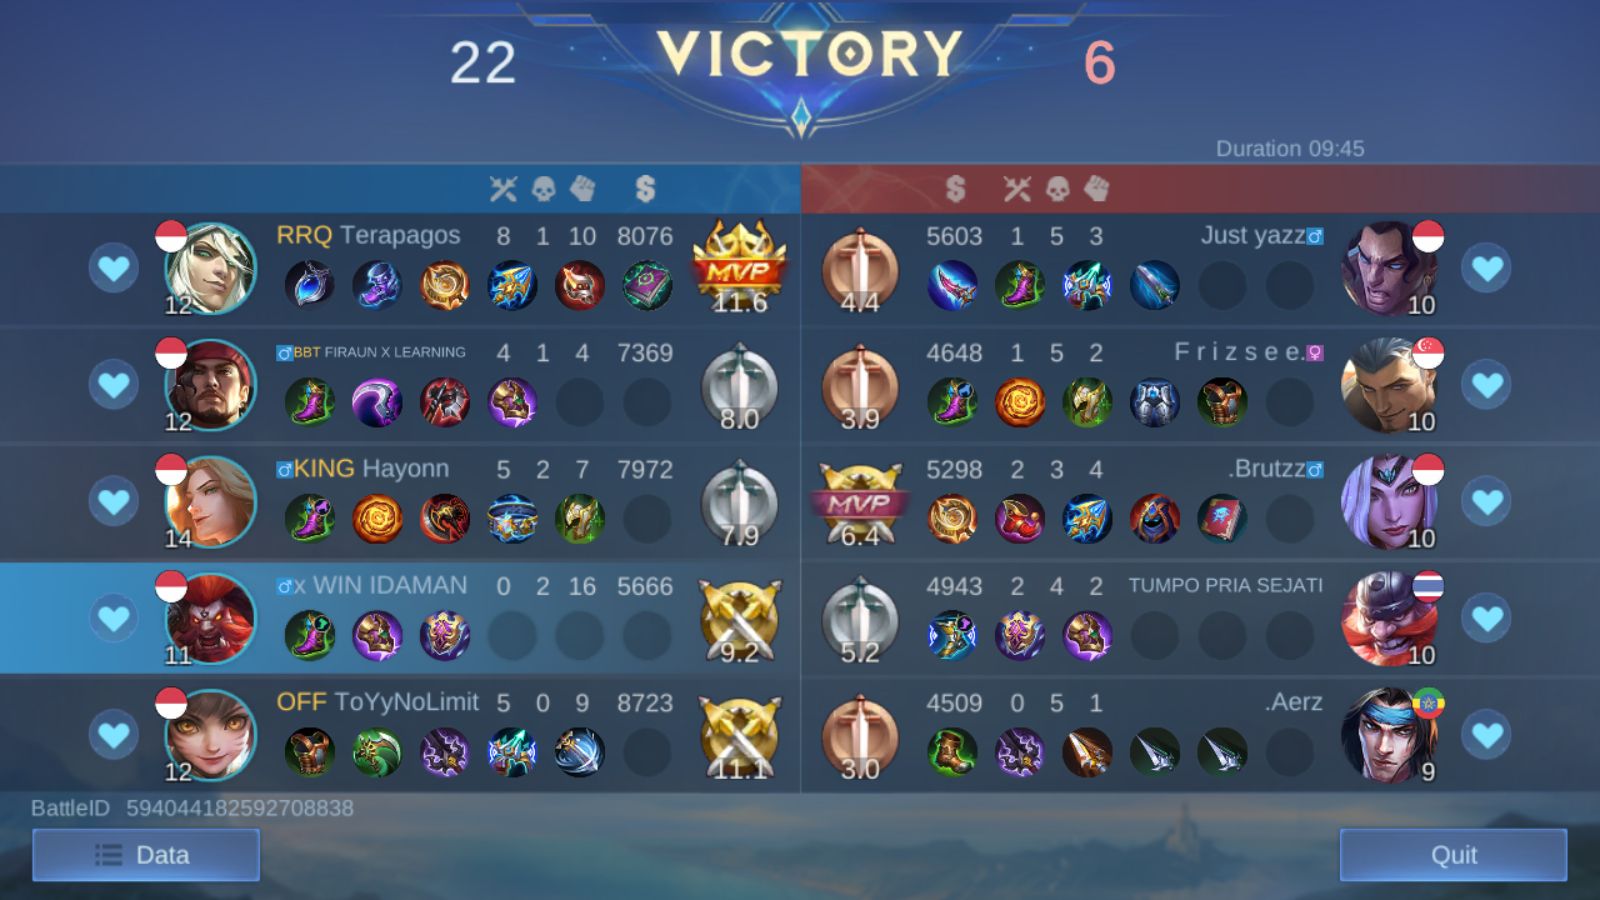 22 VICTORY 6
Duration 09:45
RRQ Terapagos 8 1 10 8076
12 MVP 11.6
5603 1 5 3 Just yazz♂
4.4 10
♂BBT FIRAUN X LEARNING 4 1 4 7369
12 8.0
4648 1 5 2 F r i z s e e.♀
3.9 10
♂KING Hayonn 5 2 7 7972
14 7.9
5298 2 3 4 .Brutzz♂
MVP 6.4 10
♂x WIN IDAMAN 0 2 16 5666
11 9.2
4943 2 4 2 TUMPO PRIA SEJATI
5.2 10
OFF ToYyNoLimit 5 0 9 8723
12 11.1
4509 0 5 1 .Aerz
3.0 9
BattleID 594044182592708838
Data
Quit